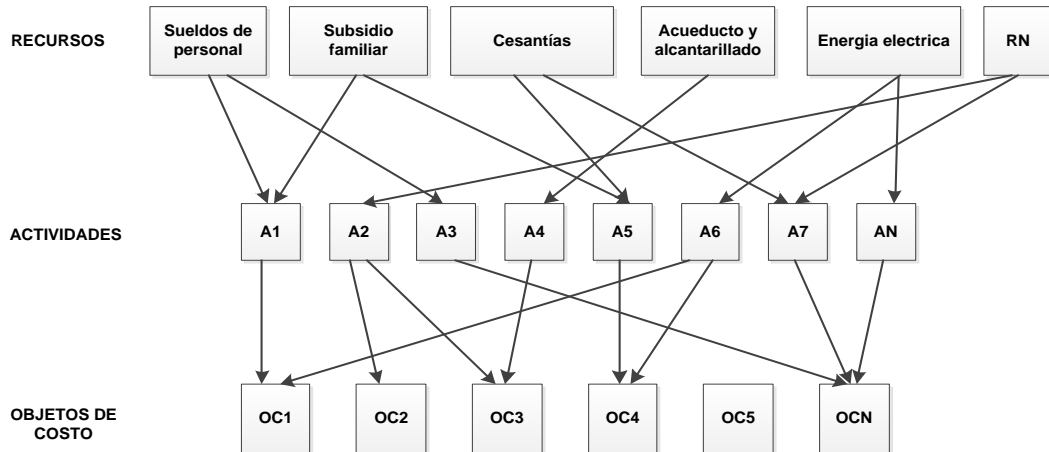 RECURSOS
Sueldos de
personal
Subsidio
familiar
Cesantías
Acueducto y
alcantarillado
Energia electrica
RN
ACTIVIDADES
A1
A2
A3
A4
A5
A6
A7
AN
OBJETOS DE
COSTO
OC1
OC2
OC3
OC4
OC5
OCN